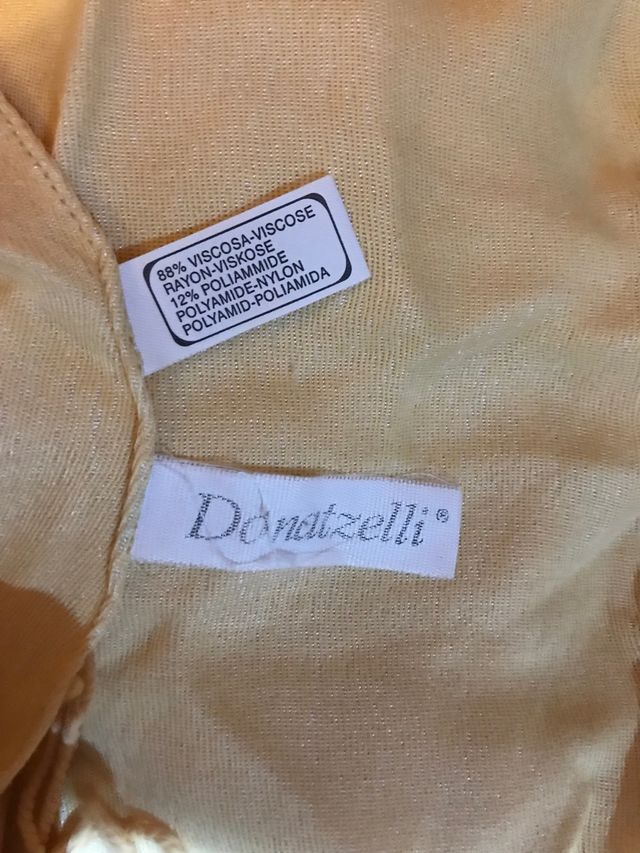 88% VISCOSA-VISCOSE
RAYON-VISKOSE
12% POLIAMMIDE
POLYAMIDE-NYLON
POLYAMID-POLIAMIDA
Donatzelli®